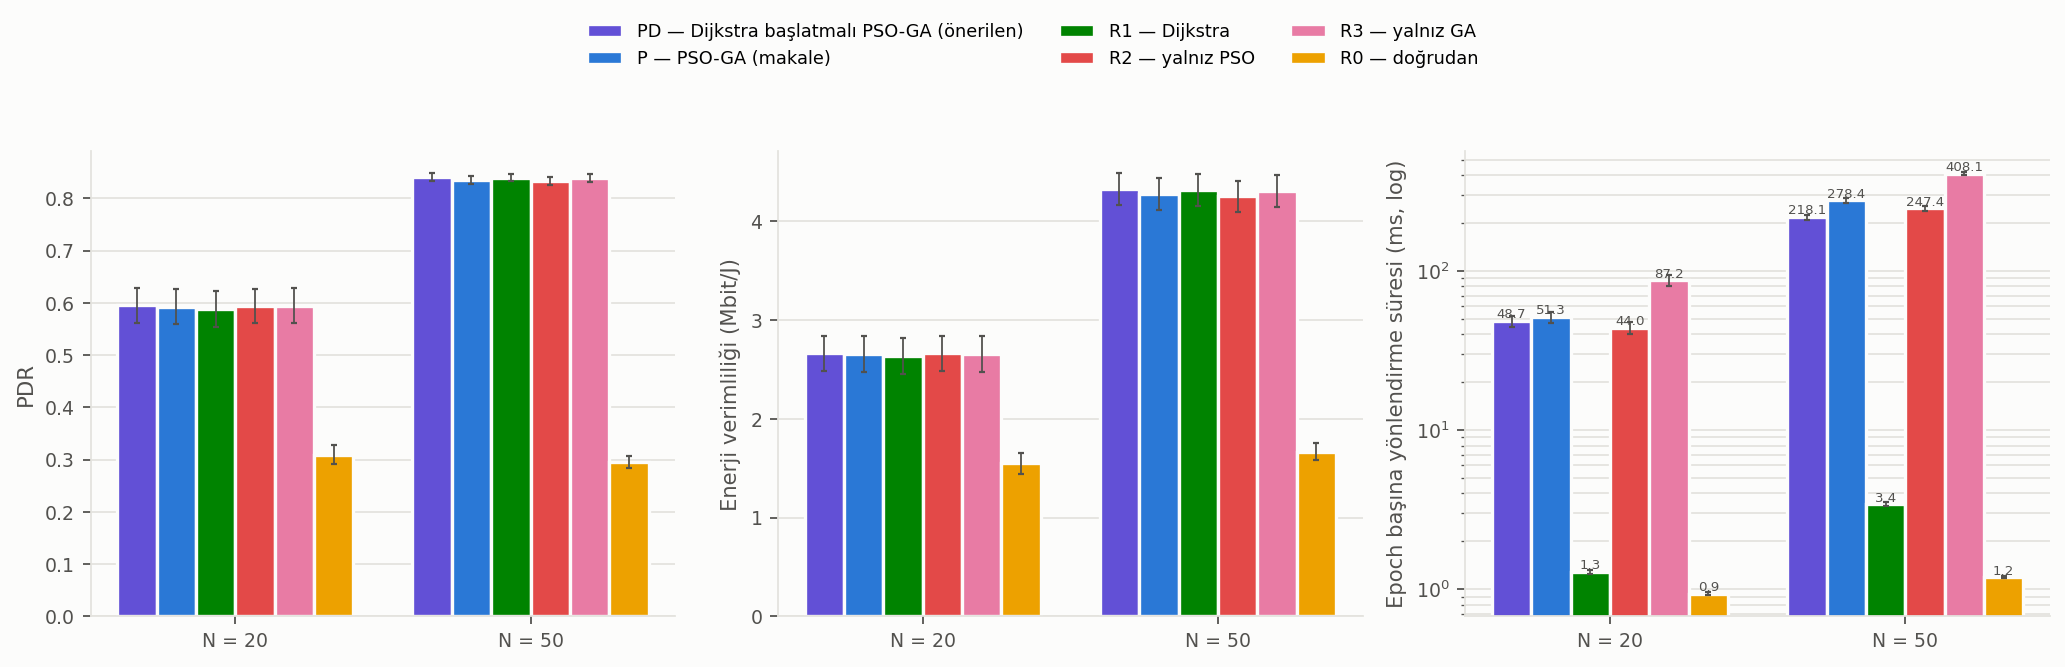 PD — Dijkstra başlatmalı PSO-GA (önerilen)
P — PSO-GA (makale)
R1 — Dijkstra
R2 — yalnız PSO
R3 — yalnız GA
R0 — doğrudan
PDR
0.8
0.7
0.6
0.5
0.4
0.3
0.2
0.1
0.0
N = 20
N = 50
Enerji verimliliği (Mbit/J)
4
3
2
1
0
N = 20
N = 50
Epoch başına yönlendirme süresi (ms, log)
10²
10¹
10⁰
48.7
51.3
1.3
44.0
87.2
0.9
218.1
278.4
3.4
247.4
408.1
1.2
N = 20
N = 50